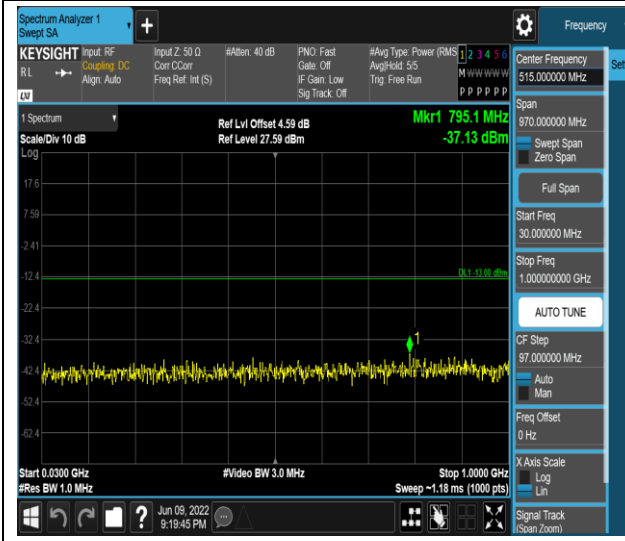 Spectrum Analyzer 1
Swept SA
Frequency
KEYSIGHT
RL
LXI
Input: RF
Coupling: DC
Align: Auto
Input Z: 50 Ω
Corr CCorr
Freq Ref: Int (S)
#Atten: 40 dB
PNO: Fast
Gate: Off
IF Gain: Low
Sig Track: Off
#Avg Type: Power (RMS
Avg|Hold: 5/5
Trig: Free Run
1 2 3 4 5 6
M W W W W W
P P P P P P
1 Spectrum
Scale/Div 10 dB
Log
Ref Lvl Offset 4.59 dB
Ref Level 27.59 dBm
Mkr1 795.1 MHz
-37.13 dBm
17.6
7.59
-2.41
-12.4
-22.4
-32.4
-42.4
-52.4
-62.4
DL1 -13.00 dBm
1
Start 0.0300 GHz
#Res BW 1.0 MHz
#Video BW 3.0 MHz
Stop 1.0000 GHz
Sweep ~1.18 ms (1000 pts)
Center Frequency
515.000000 MHz
Set
Span
970.000000 MHz
Swept Span
Zero Span
Full Span
Start Freq
30.000000 MHz
Stop Freq
1.000000000 GHz
AUTO TUNE
CF Step
97.000000 MHz
Auto
Man
Freq Offset
0 Hz
X Axis Scale
Log
Lin
Signal Track
(Span Zoom)
?
Jun 09, 2022
9:19:45 PM